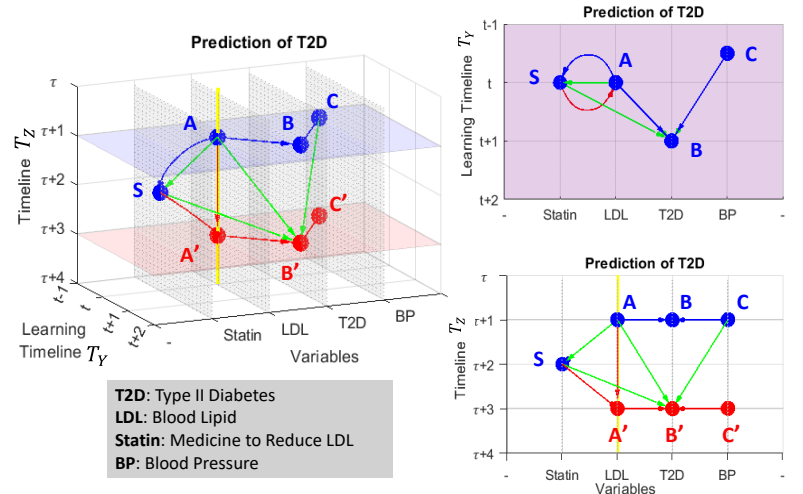 Prediction of T2D
Timeline T_Z
τ
τ+1
τ+2
τ+3
τ+4
A
B
C
S
A′
B′
C′
t-1
t
t+1
t+2
Learning
Timeline T_Y
-
Statin
LDL
T2D
BP
Variables
T2D: Type II Diabetes
LDL: Blood Lipid
Statin: Medicine to Reduce LDL
BP: Blood Pressure
Prediction of T2D
Learning Timeline T_Y
t-1
t
t+1
t+2
S
A
C
B
- Statin LDL T2D BP -
Prediction of T2D
Timeline T_Z
τ
τ+1
τ+2
τ+3
τ+4
A B C
S
A′ B′ C′
- Statin LDL T2D BP -
Variables